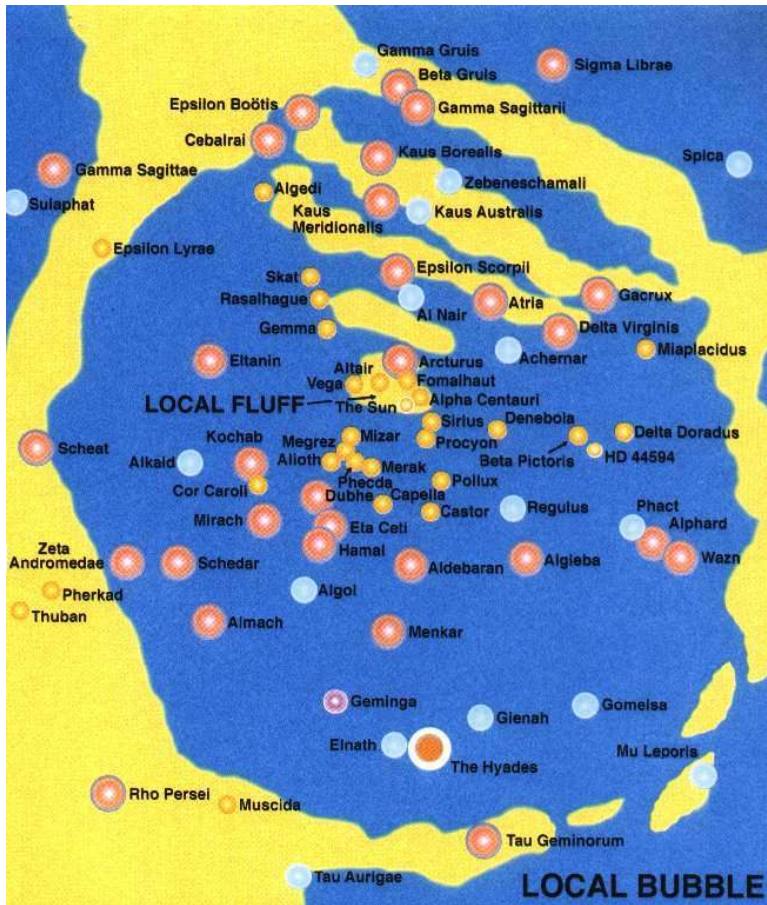 Gamma Gruis
Sigma Librae
Beta Gruis
Epsilon Boötis
Gamma Sagittarii
Cebalrai
Kaus Borealis
Spica
Gamma Sagittae
Zebeneschamali
Algedi
Sulaphat
Kaus
Meridionalis
Kaus Australis
Epsilon Lyrae
Epsilon Scorpii
Skat
Rasalhague
Al Nair
Atria
Gacrux
Gemma
Delta Virginis
Achernar
Miaplacidus
Eltanin
Altair
Arcturus
Vega
Fomalhaut
LOCAL FLUFF
The Sun
Alpha Centauri
Sirius
Denebola
Delta Doradus
Scheat
Kochab
Megrez
Mizar
Procyon
Alkaid
Alioth
Merak
Beta Pictoris
HD 44594
Phecda
Cor Caroli
Dubhe
Capella
Pollux
Mirach
Castor
Regulus
Phact
Eta Ceti
Alphard
Zeta
Andromedae
Schedar
Hamal
Aldebaran
Algieba
Wazn
Pherkad
Algol
Thuban
Almach
Menkar
Geminga
Gienah
Gomeisa
Elnath
The Hyades
Mu Leporis
Rho Persei
Muscida
Tau Geminorum
Tau Aurigae
LOCAL BUBBLE